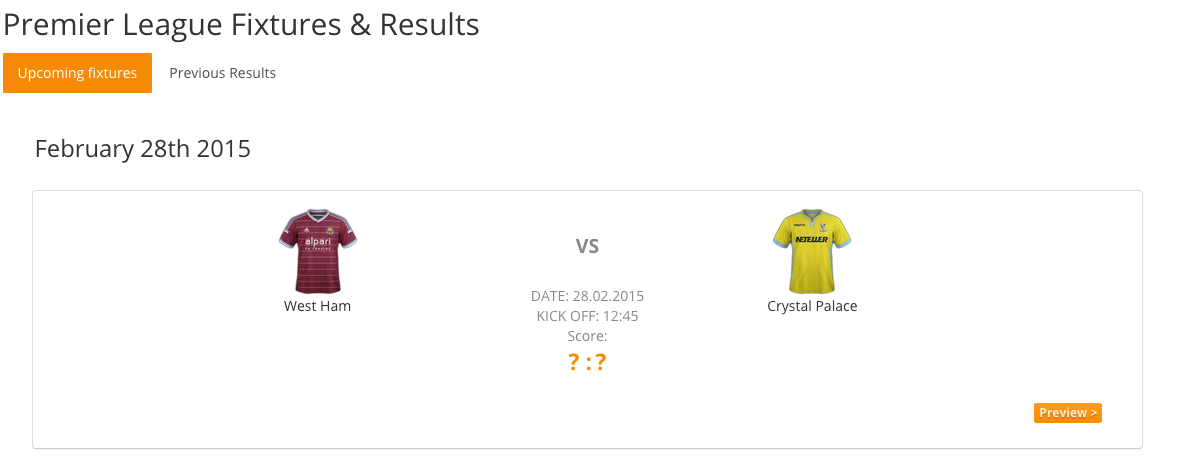 Premier League Fixtures & Results
Upcoming fixtures
Previous Results
February 28th 2015
alpari
NETELLER
VS
West Ham
Crystal Palace
DATE: 28.02.2015
KICK OFF: 12:45
Score:
? : ?
Preview >